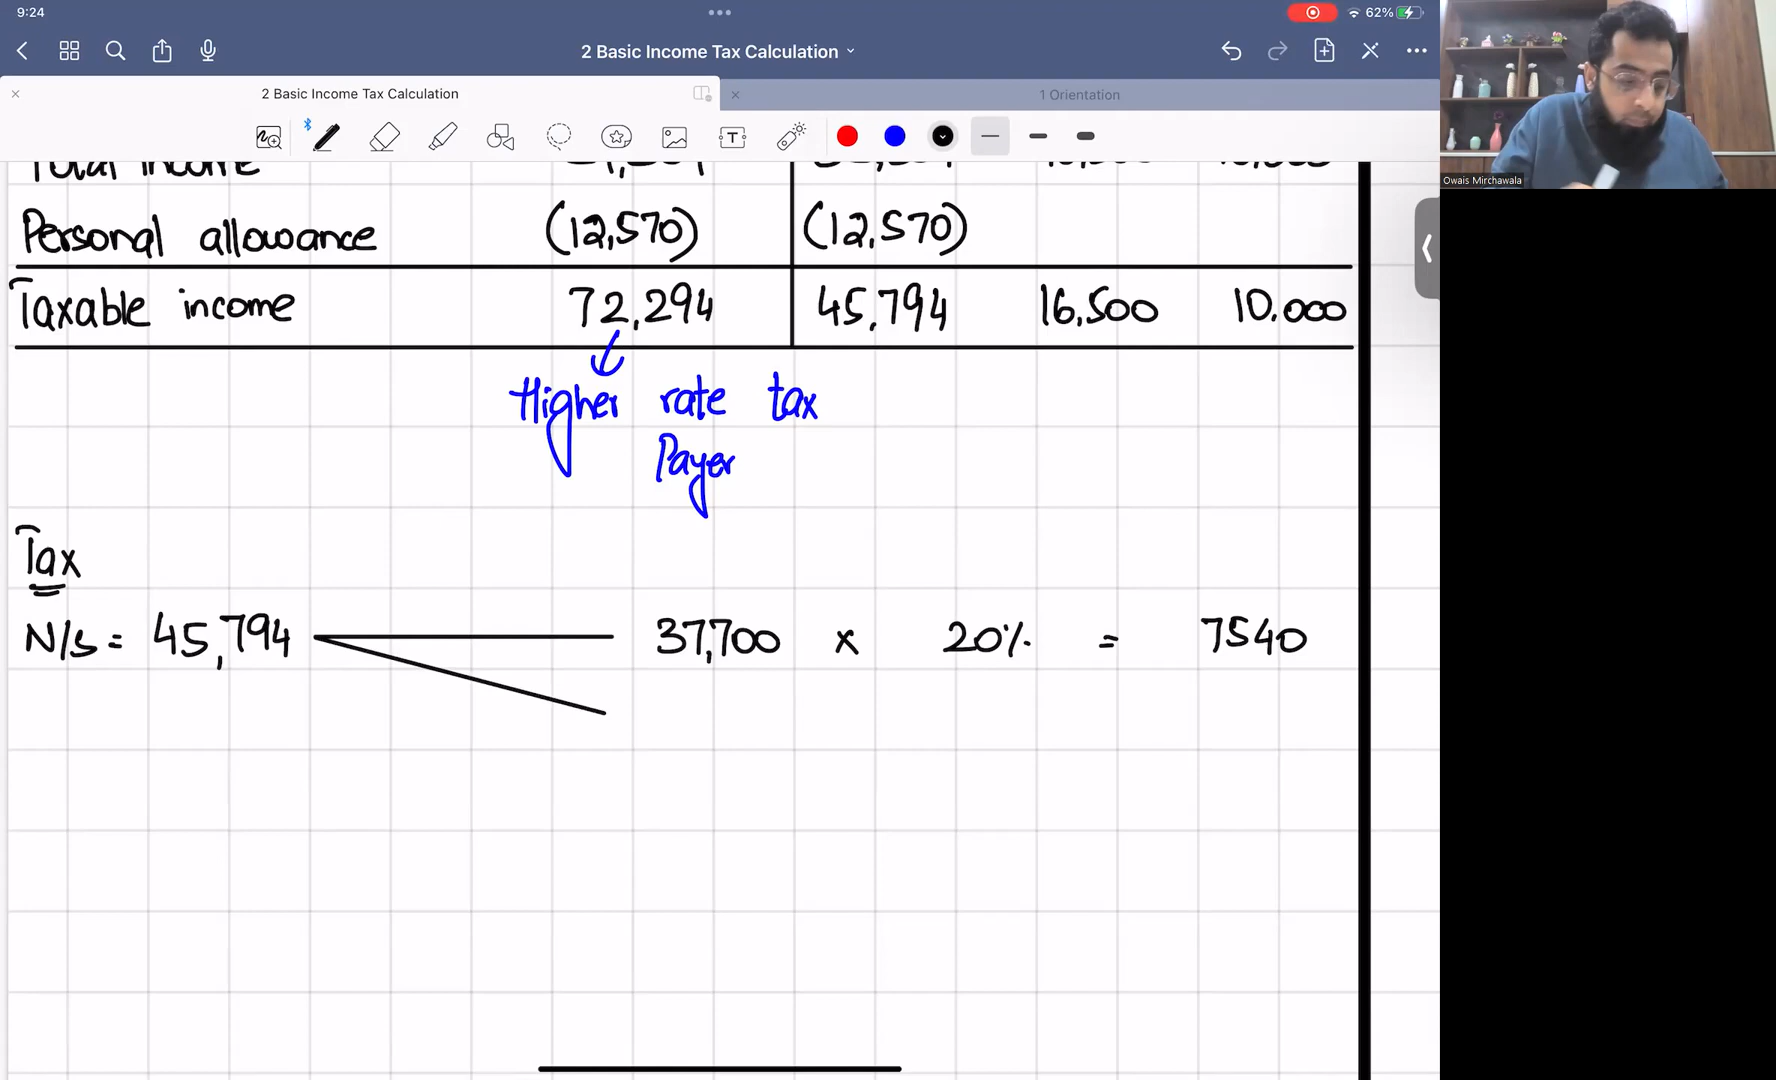 9:24 62%
2 Basic Income Tax Calculation
2 Basic Income Tax Calculation 1 Orientation
Total income
Personal allowance (12,570) (12,570)
Taxable income 72,294 45,794 16,500 10.000
Higher rate tax
Payer
Tax
N/s = 45,794 37,700 x 20% = 7540
Owais Mirchawala